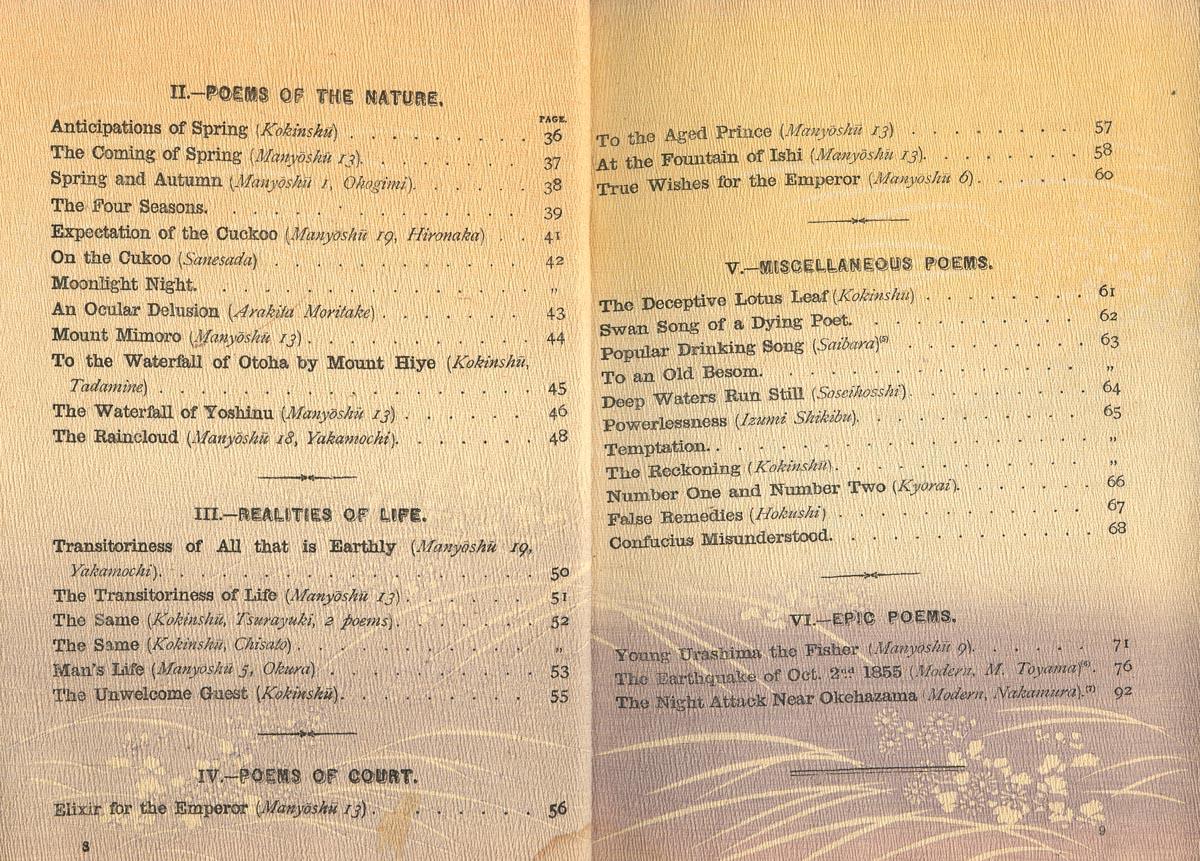 II.—POEMS OF THE NATURE.
PAGE.
Anticipations of Spring (Kokinshū) . . . . . . . . 36
The Coming of Spring (Manyōshū 13). . . . . . . . 37
Spring and Autumn (Manyōshū 1, Ohogimi). . . . . . 38
The Four Seasons. . . . . . . . . . . . 39
Expectation of the Cuckoo (Manyōshū 19, Hironaka) . . 41
On the Cukoo (Sanesada) . . . . . . . . . . 42
Moonlight Night. . . . . . . . . . . . . „
An Ocular Delusion (Arakita Moritake) . . . . . . . 43
Mount Mimoro (Manyōshū 13) . . . . . . . . . 44
To the Waterfall of Otoha by Mount Hiye (Kokinshū,
Tadamine) . . . . . . . . . . . . . . 45
The Waterfall of Yoshinu (Manyōshū 13) . . . . . . 46
The Raincloud (Manyōshū 18, Yakamochi). . . . . . 48
III.—REALITIES OF LIFE.
Transitoriness of All that is Earthly (Manyōshū 19,
Yakamochi). . . . . . . . . . . . . . 50
The Transitoriness of Life (Manyōshū 13) . . . . . . 51
The Same (Kokinshū, Tsurayuki, 2 poems). . . . . . 52
The Same (Kokinshū, Chisato) . . . . . . . . . „
Man's Life (Manyōshū 5, Okura) . . . . . . . . 53
The Unwelcome Guest (Kokinshū). . . . . . . . 55
IV.—POEMS OF COURT.
Elixir for the Emperor (Manyōshū 13) . . . . . . . 56
8
To the Aged Prince (Manyōshū 13) . . . . . . . 57
At the Fountain of Ishi (Manyōshū 13). . . . . . . 58
True Wishes for the Emperor (Manyoshū 6) . . . . . 60
V.—MISCELLANEOUS POEMS.
The Deceptive Lotus Leaf (Kokinshu) . . . . . . . 61
Swan Song of a Dying Poet. . . . . . . . . . 62
Popular Drinking Song (Saibara)(5) . . . . . . . . 63
To an Old Besom. . . . . . . . . . . . . „
Deep Waters Run Still (Soseihosshi) . . . . . . . . 64
Powerlessness (Izumi Shikibu). . . . . . . . . 65
Temptation. . . . . . . . . . . . . . . „
The Reckoning (Kokinshū). . . . . . . . . . . „
Number One and Number Two (Kyorai). . . . . . 66
False Remedies (Hokushi) . . . . . . . . . . 67
Confucius Misunderstood. . . . . . . . . . . 68
VI.—EPIC POEMS.
Young Urashima the Fisher (Manyōshū 9). . . . . . 71
The Earthquake of Oct. 2nd 1855 (Modern, M. Toyama)(6). 76
The Night Attack Near Okehazama (Modern, Nakamura).(7) 92
9